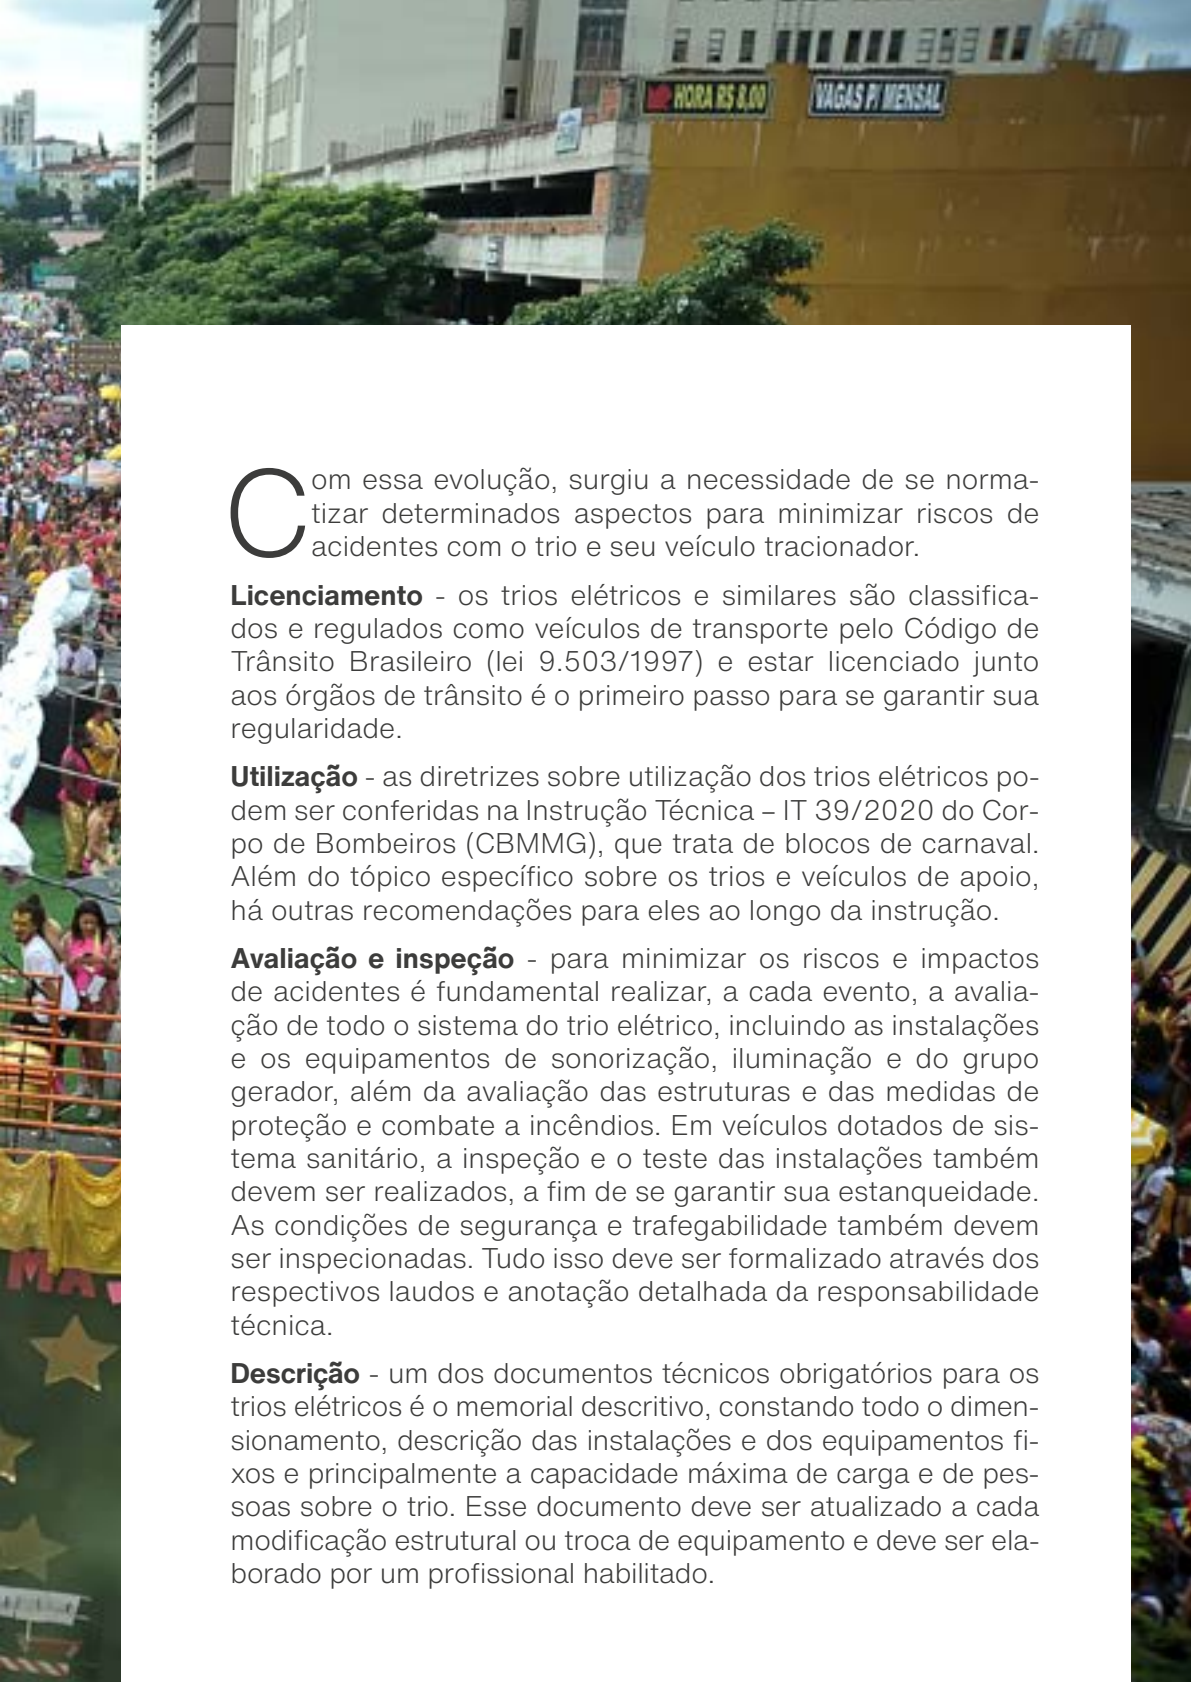 HORA R$ 8,00
VAGAS P/ MENSAL
Com essa evolução, surgiu a necessidade de se norma-
tizar determinados aspectos para minimizar riscos de
acidentes com o trio e seu veículo tracionador.
Licenciamento - os trios elétricos e similares são classifica-
dos e regulados como veículos de transporte pelo Código de
Trânsito Brasileiro (lei 9.503/1997) e estar licenciado junto
aos órgãos de trânsito é o primeiro passo para se garantir sua
regularidade.
Utilização - as diretrizes sobre utilização dos trios elétricos po-
dem ser conferidas na Instrução Técnica – IT 39/2020 do Cor-
po de Bombeiros (CBMMG), que trata de blocos de carnaval.
Além do tópico específico sobre os trios e veículos de apoio,
há outras recomendações para eles ao longo da instrução.
Avaliação e inspeção - para minimizar os riscos e impactos
de acidentes é fundamental realizar, a cada evento, a avalia-
ção de todo o sistema do trio elétrico, incluindo as instalações
e os equipamentos de sonorização, iluminação e do grupo
gerador, além da avaliação das estruturas e das medidas de
proteção e combate a incêndios. Em veículos dotados de sis-
tema sanitário, a inspeção e o teste das instalações também
devem ser realizados, a fim de se garantir sua estanqueidade.
As condições de segurança e trafegabilidade também devem
ser inspecionadas. Tudo isso deve ser formalizado através dos
respectivos laudos e anotação detalhada da responsabilidade
técnica.
Descrição - um dos documentos técnicos obrigatórios para os
trios elétricos é o memorial descritivo, constando todo o dimen-
sionamento, descrição das instalações e dos equipamentos fi-
xos e principalmente a capacidade máxima de carga e de pes-
soas sobre o trio. Esse documento deve ser atualizado a cada
modificação estrutural ou troca de equipamento e deve ser ela-
borado por um profissional habilitado.
MA